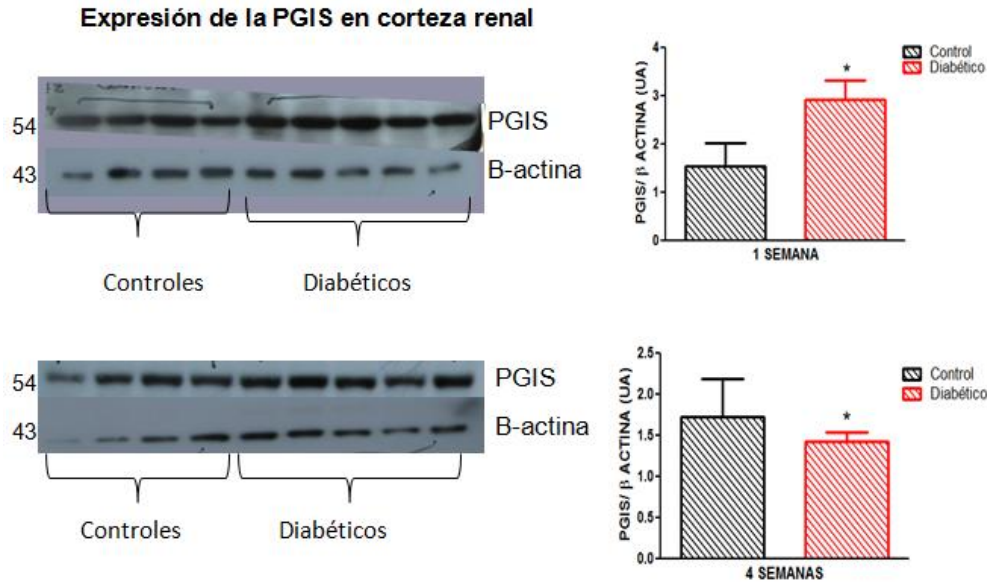 Expresión de la PGIS en corteza renal
54
PGIS
43
B-actina
Controles
Diabéticos
4
3
2
1
0
PGIS/ β ACTINA (UA)
*
Control
Diabético
1 SEMANA
54
PGIS
43
B-actina
Controles
Diabéticos
2.5
2.0
1.5
1.0
0.5
0.0
PGIS/ β ACTINA (UA)
*
Control
Diabético
4 SEMANAS